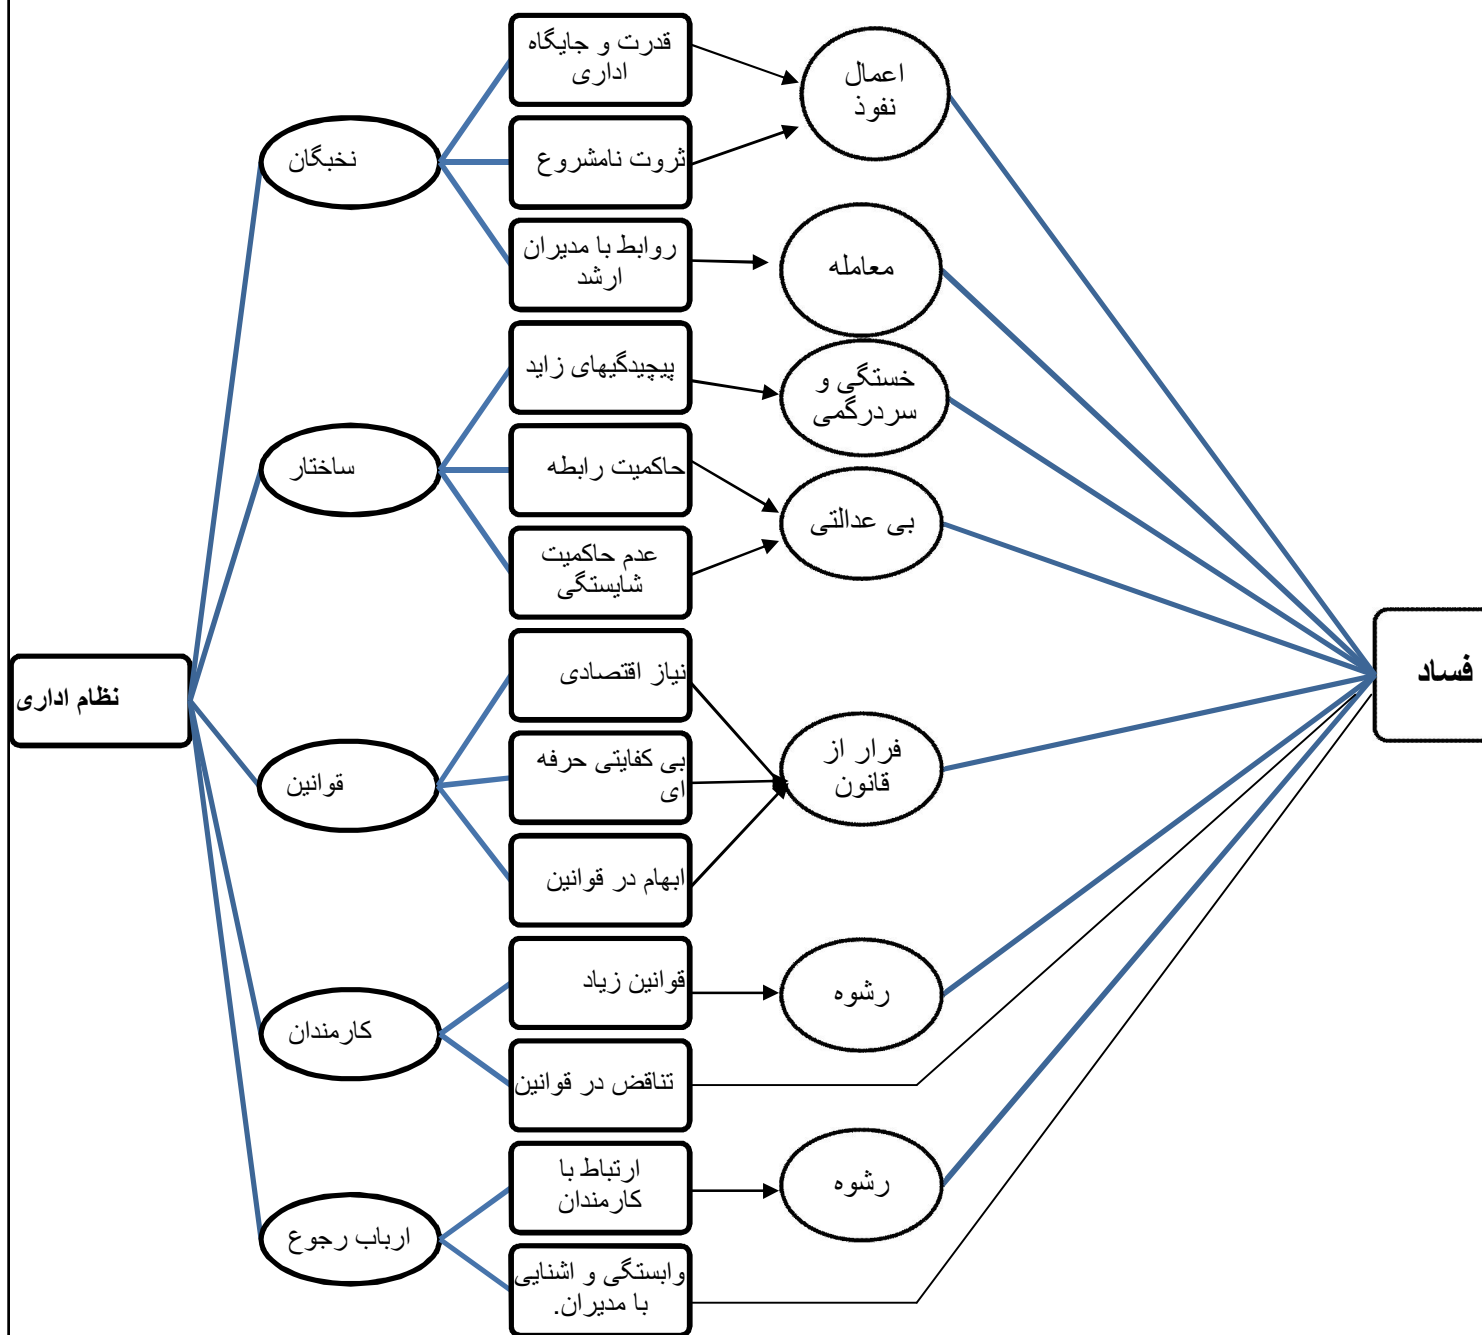 قدرت و جایگاه
اداری
اعمال
نفوذ
نخبگان
ثروت نامشروع
روابط با مدیران
ارشد
معامله
پیچیدگیهای زاید
خستگی و
سردرگمی
ساختار
حاکمیت رابطه
بی عدالتی
عدم حاکمیت
شایستگی
نظام اداری
نیاز اقتصادی
فساد
قوانین
بی کفایتی حرفه
ای
فرار از
قانون
ابهام در قوانین
قوانین زیاد
رشوه
کارمندان
تناقض در قوانین
ارتباط با
کارمندان
رشوه
ارباب رجوع
وابستگی و اشنایی
با مدیران.